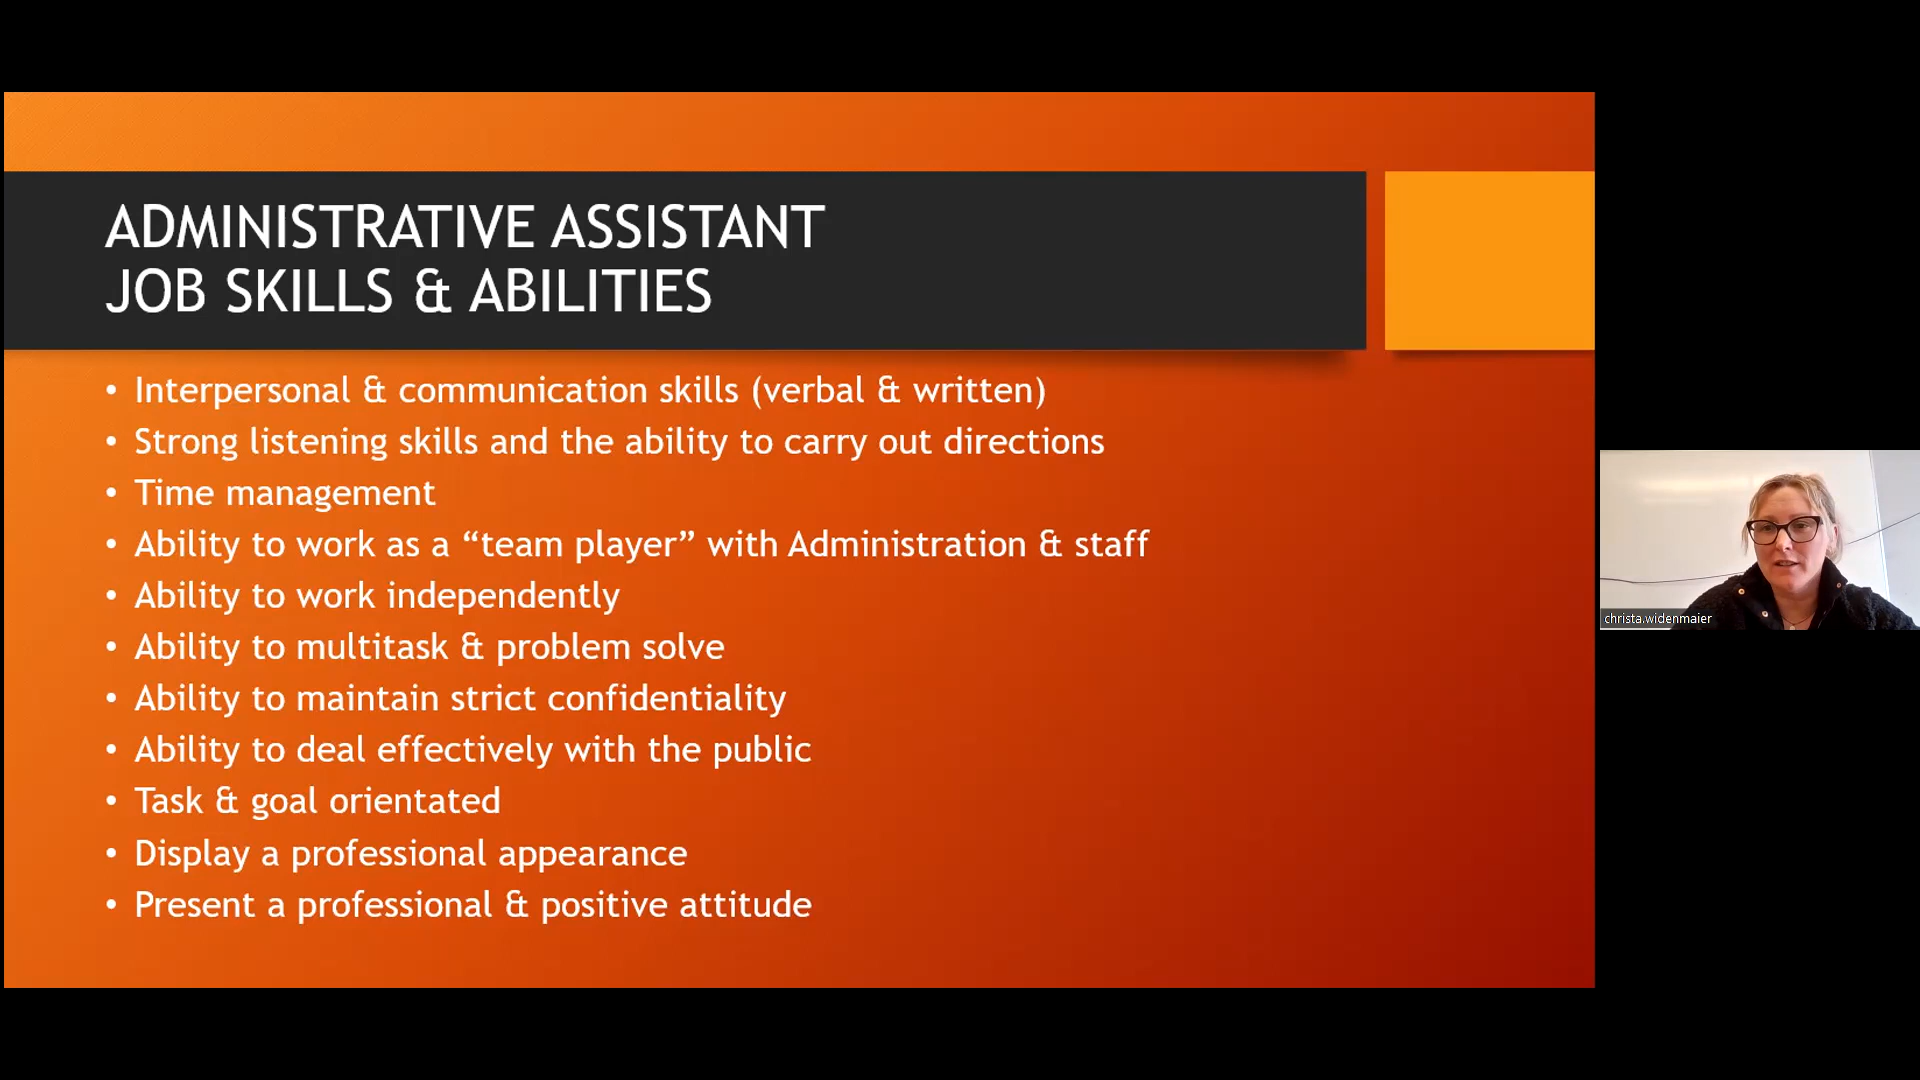 ADMINISTRATIVE ASSISTANT
JOB SKILLS & ABILITIES
• Interpersonal & communication skills (verbal & written)
• Strong listening skills and the ability to carry out directions
• Time management
• Ability to work as a “team player” with Administration & staff
• Ability to work independently
• Ability to multitask & problem solve
• Ability to maintain strict confidentiality
• Ability to deal effectively with the public
• Task & goal orientated
• Display a professional appearance
• Present a professional & positive attitude
christa.widenmaier